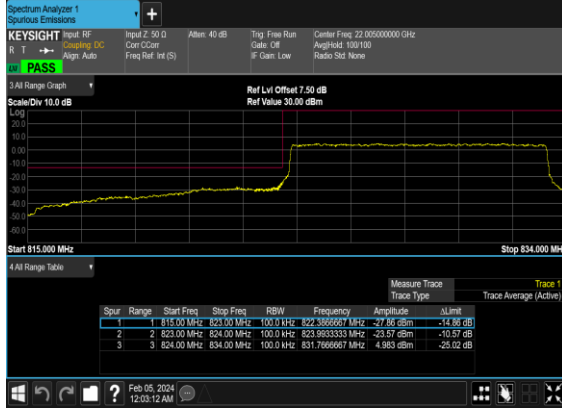 Spectrum Analyzer 1
Spurious Emissions
+
KEYSIGHT Input: RF Input Z: 50 Ω Atten: 40 dB Trig: Free Run Center Freq: 22.005000000 GHz
R T Coupling: DC Corr CCorr Gate: Off Avg|Hold: 100/100
Align: Auto Freq Ref: Int (S) IF Gain: Low Radio Std: None
PASS
3 All Range Graph
Ref Lvl Offset 7.50 dB
Scale/Div 10.0 dB Ref Value 30.00 dBm
Log
20.0
10.0
0.00
-10.0
-20.0
-30.0
-40.0
-50.0
-60.0
Start 815.000 MHz Stop 834.000 MH
4 All Range Table
Measure Trace Trace 1
Trace Type Trace Average (Active)
Spur Range Start Freq Stop Freq RBW Frequency Amplitude ΔLimit
1 1 815.00 MHz 823.00 MHz 100.0 kHz 822.3866667 MHz -27.86 dBm -14.86 dB
2 2 823.00 MHz 824.00 MHz 100.0 kHz 823.9933333 MHz -23.57 dBm -10.57 dB
3 3 824.00 MHz 834.00 MHz 100.0 kHz 831.7666667 MHz 4.983 dBm -25.02 dB
? Feb 05, 2024
12:03:12 AM